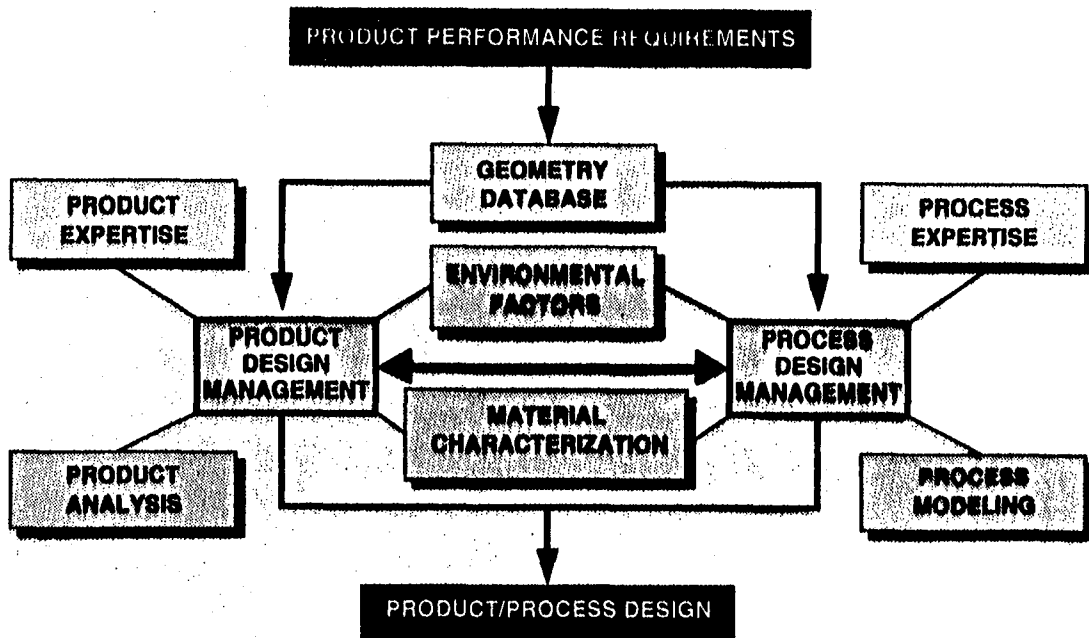 PRODUCT PERFORMANCE REQUIREMENTS
GEOMETRY
DATABASE
PRODUCT
EXPERTISE
PROCESS
EXPERTISE
ENVIRONMENTAL
FACTORS
PRODUCT
DESIGN
MANAGEMENT
PROCESS
DESIGN
MANAGEMENT
MATERIAL
CHARACTERIZATION
PRODUCT
ANALYSIS
PROCESS
MODELING
PRODUCT/PROCESS DESIGN